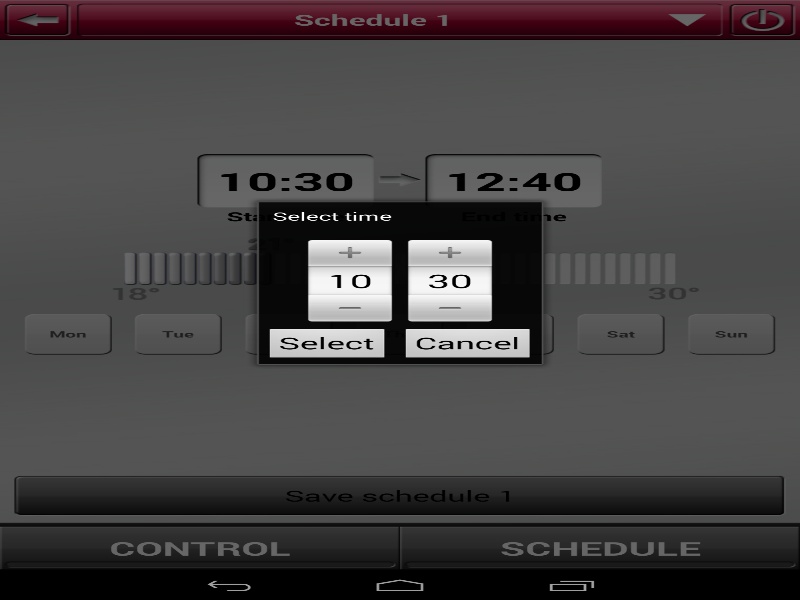 Schedule 1
10:30 12:40
Select time
End time
+ +
10 30
— —
18° 30°
Mon Tue Sat Sun
Select Cancel
Save schedule 1
CONTROL SCHEDULE